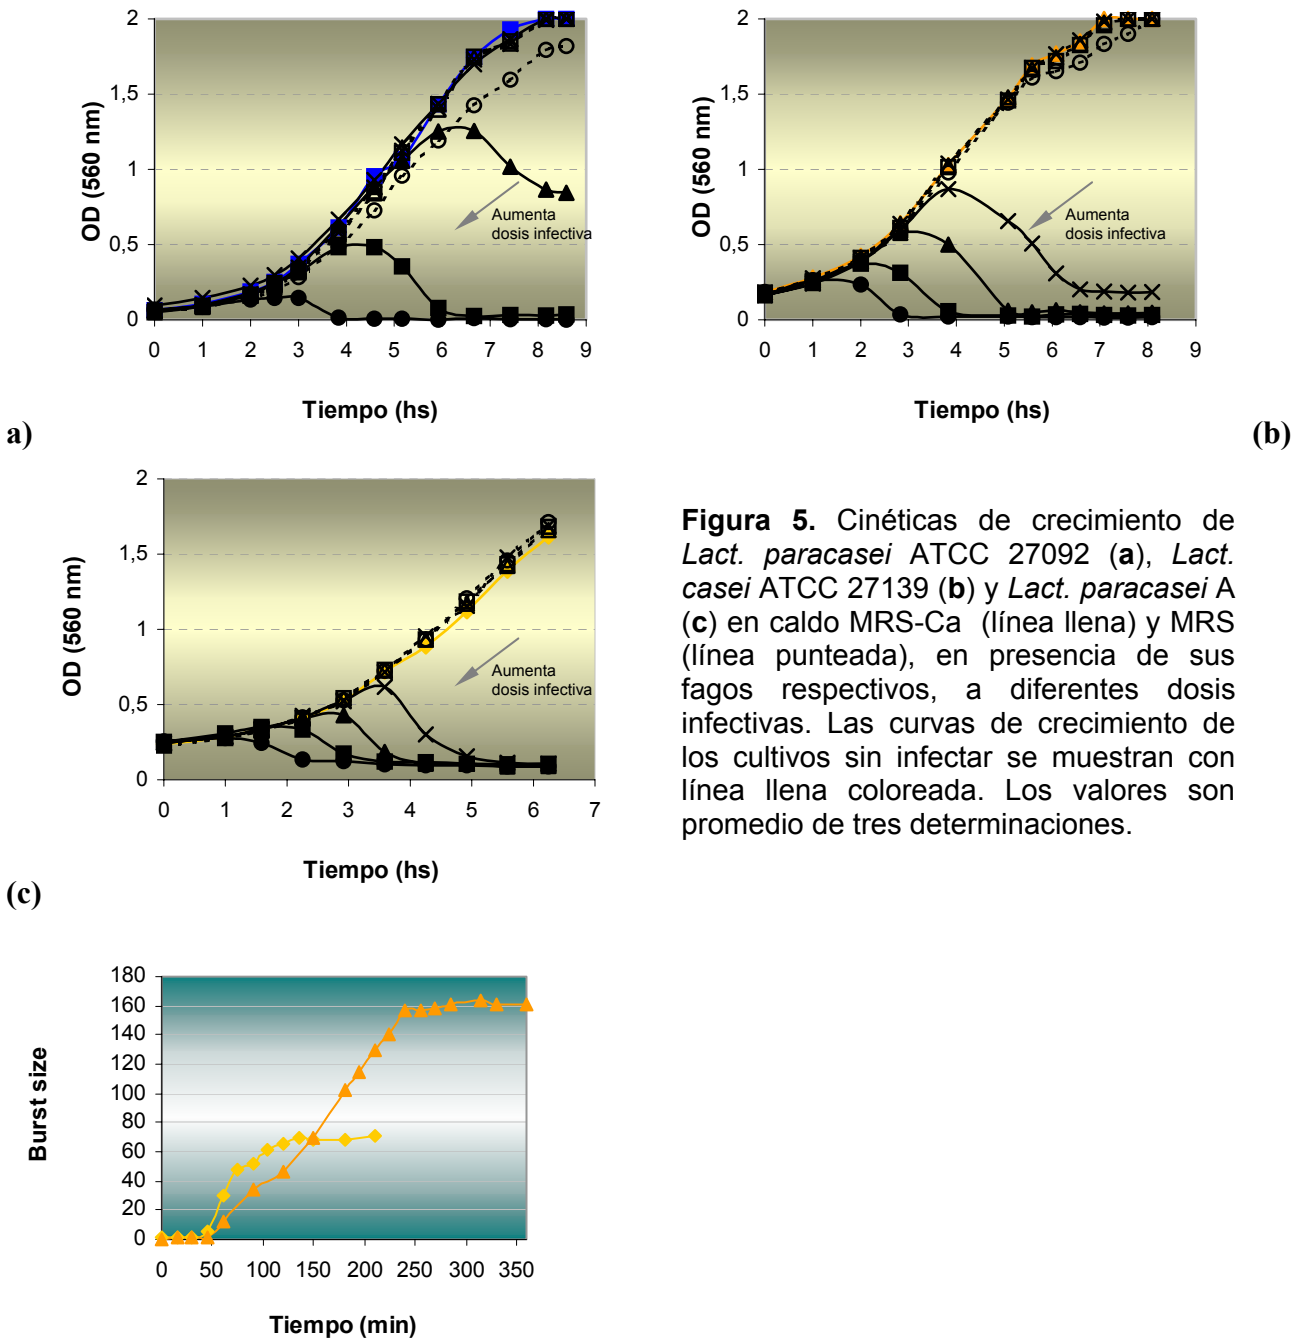 2
1,5
1
0,5
0
OD (560 nm)
0 1 2 3 4 5 6 7 8 9
Tiempo (hs)
Aumenta
dosis infectiva
a)
2
1,5
1
0,5
0
OD (560 nm)
0 1 2 3 4 5 6 7 8 9
Tiempo (hs)
Aumenta
dosis infectiva
(b)
2
1,5
1
0,5
0
OD (560 nm)
0 1 2 3 4 5 6 7
Tiempo (hs)
Aumenta
dosis infectiva
(c)
Figura 5. Cinéticas de crecimiento de
Lact. paracasei ATCC 27092 (a), Lact.
casei ATCC 27139 (b) y Lact. paracasei A
(c) en caldo MRS-Ca (línea llena) y MRS
(línea punteada), en presencia de sus
fagos respectivos, a diferentes dosis
infectivas. Las curvas de crecimiento de
los cultivos sin infectar se muestran con
línea llena coloreada. Los valores son
promedio de tres determinaciones.
180
160
140
120
100
80
60
40
20
0
Burst size
0 50 100 150 200 250 300 350
Tiempo (min)